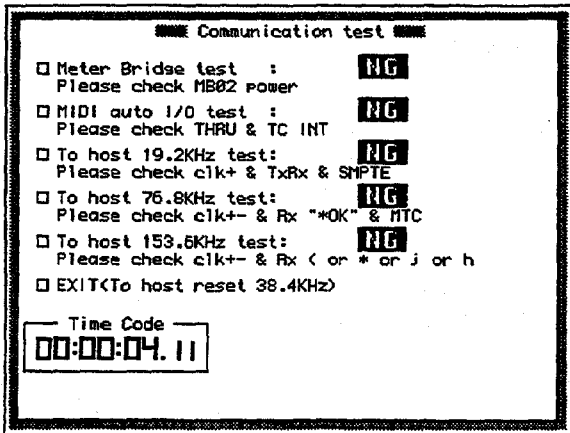 Communication test
Meter Bridge test : NG
Please check MB02 power
MIDI auto I/O test : NG
Please check THRU & TC INT
To host 19.2KHz test: NG
Please check clk+ & TxRx & SMPTE
To host 76.8KHz test: NG
Please check clk+- & Rx "*OK" & MTC
To host 153.6KHz test: NG
Please check clk+- & Rx < or * or j or h
EXIT(To host reset 38.4KHz)
Time Code
00:00:04.11